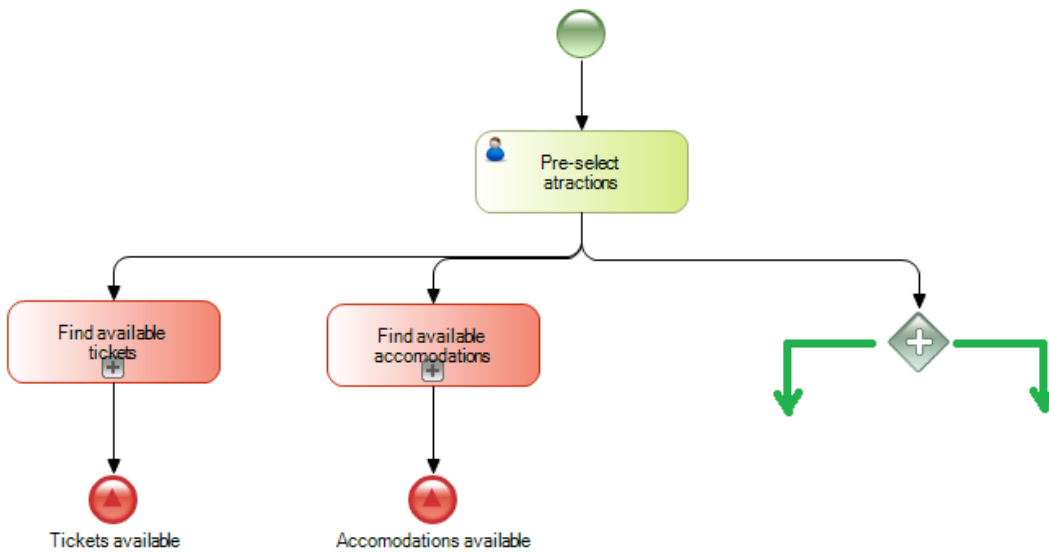 Pre-select
atractions
Find available
tickets
Find available
accomodations
Tickets available
Accomodations available